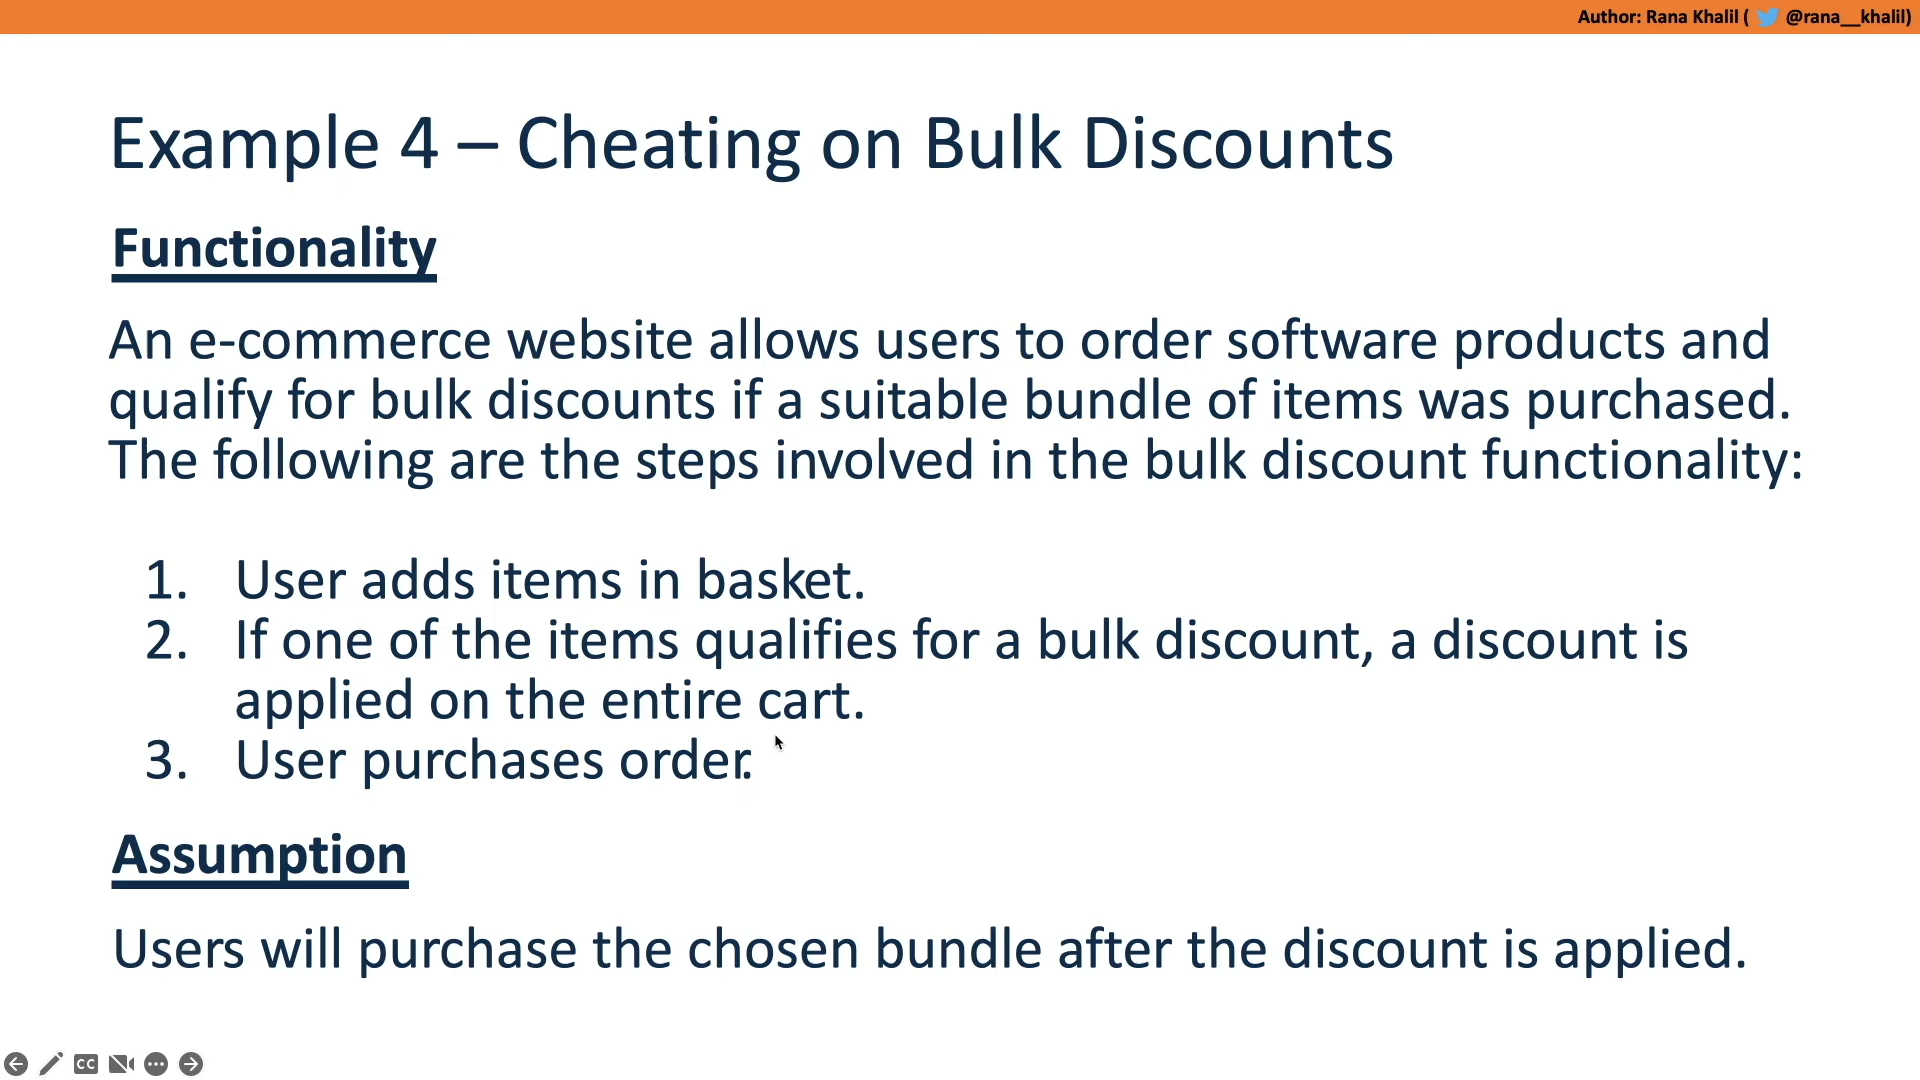 Author: Rana Khalil ( @rana__khalil)
Example 4 – Cheating on Bulk Discounts
Functionality
An e-commerce website allows users to order software products and
qualify for bulk discounts if a suitable bundle of items was purchased.
The following are the steps involved in the bulk discount functionality:
1. User adds items in basket.
2. If one of the items qualifies for a bulk discount, a discount is
applied on the entire cart.
3. User purchases order.
Assumption
Users will purchase the chosen bundle after the discount is applied.
CC